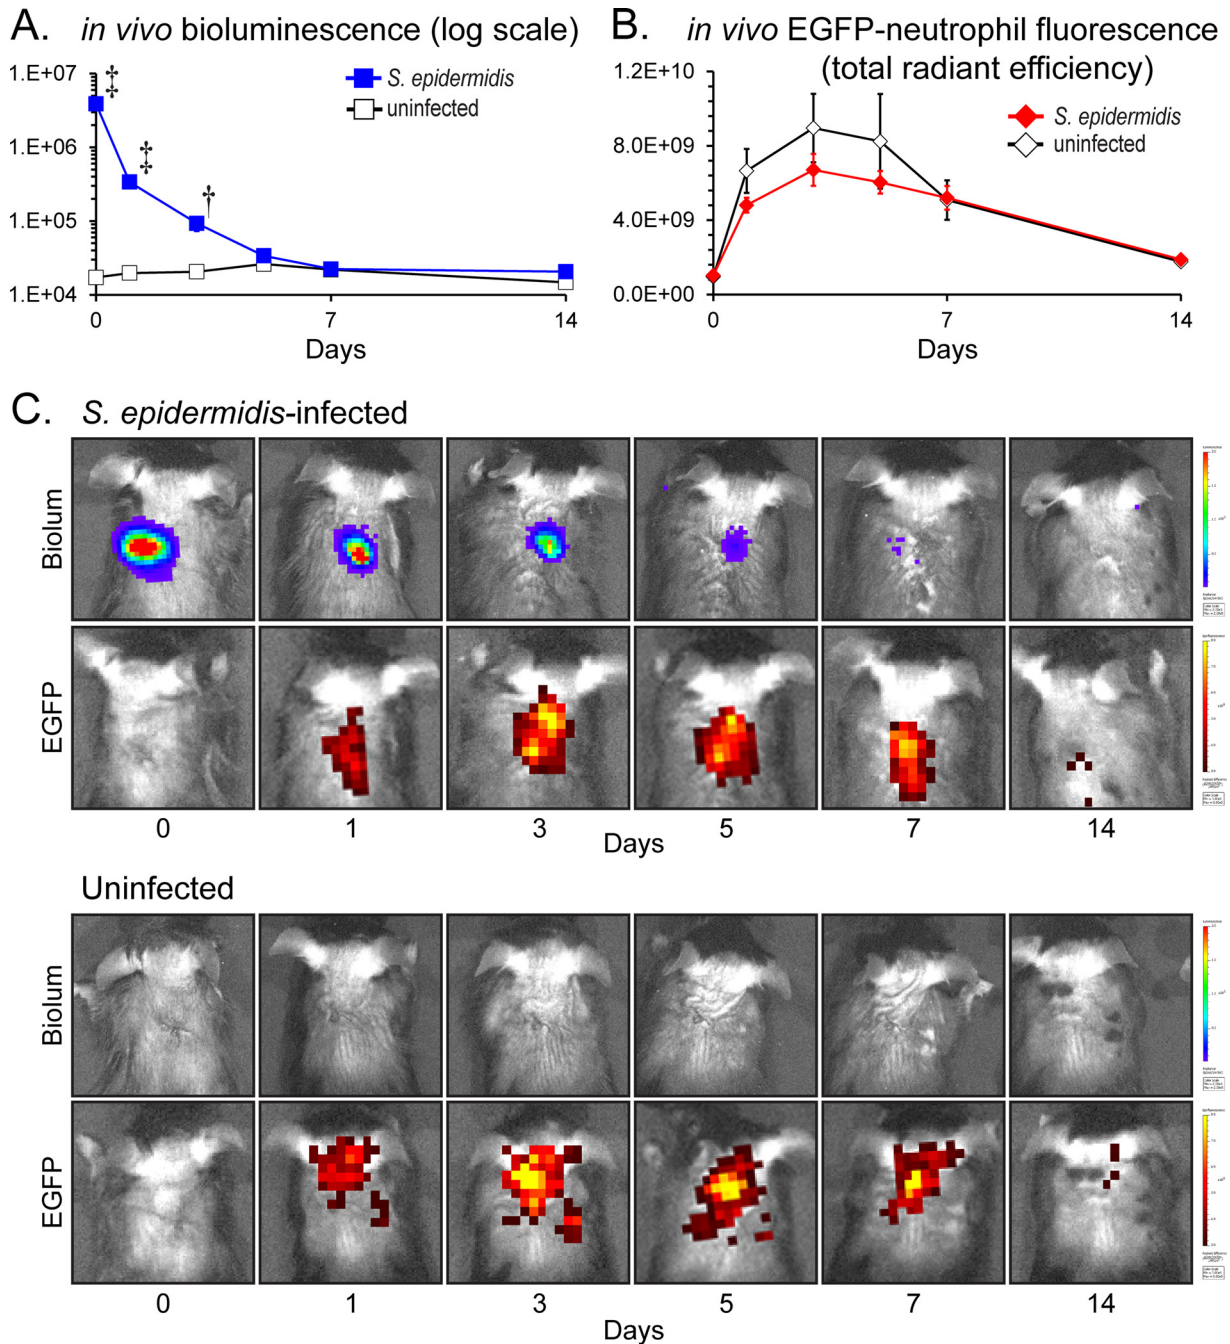 A. in vivo bioluminescence (log scale)
1.E+07
1.E+06
1.E+05
1.E+04
‡
‡
†
S. epidermidis
uninfected
0 7 14
Days
B. in vivo EGFP-neutrophil fluorescence
(total radiant efficiency)
1.2E+10
8.0E+09
4.0E+09
0.0E+00
S. epidermidis
uninfected
0 7 14
Days
C. S. epidermidis-infected
Biolum
EGFP
0 1 3 5 7 14
Days
Uninfected
Biolum
EGFP
0 1 3 5 7 14
Days